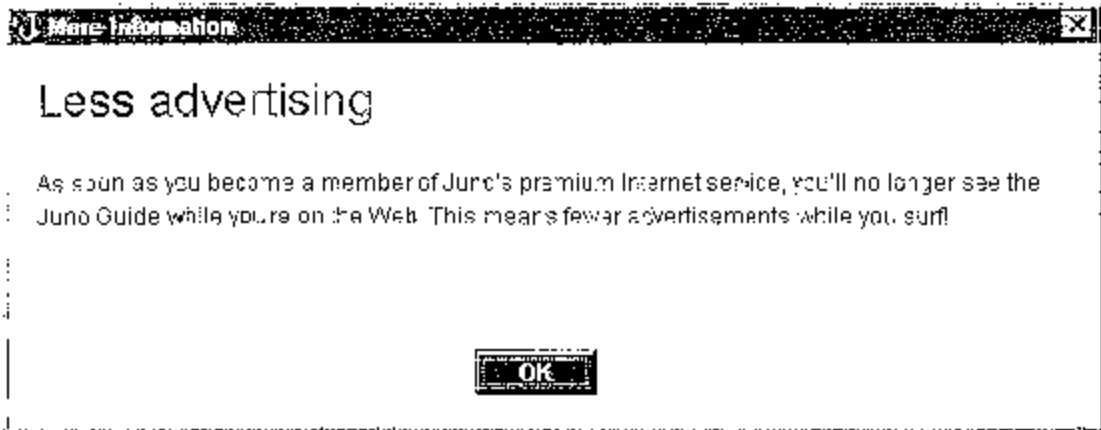 More Information
Less advertising
As soon as you become a member of Juno's premium Internet service, you'll no longer see the
Juno Guide while you're on the Web. This means fewer advertisements while you surf!
OK